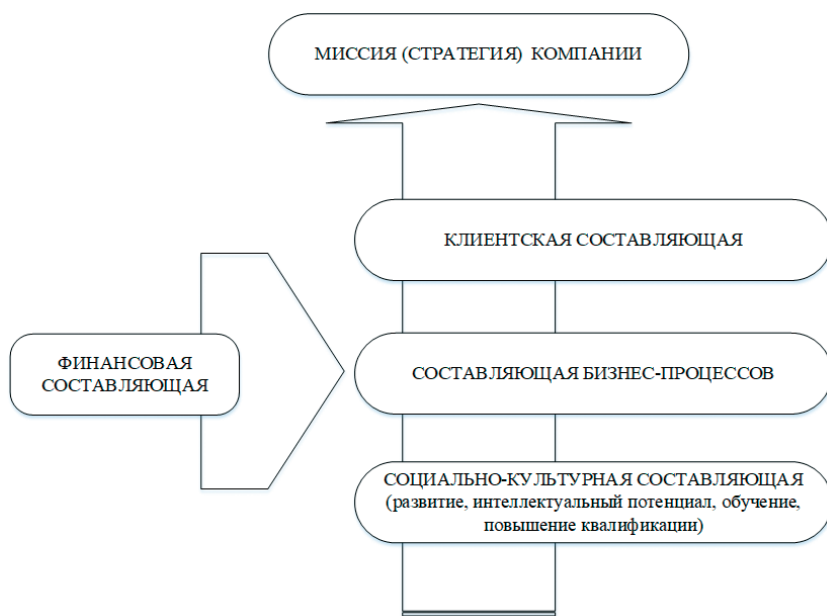 МИССИЯ (СТРАТЕГИЯ) КОМПАНИИ
КЛИЕНТСКАЯ СОСТАВЛЯЮЩАЯ
ФИНАНСОВАЯ
СОСТАВЛЯЮЩАЯ
СОСТАВЛЯЮЩАЯ БИЗНЕС-ПРОЦЕССОВ
СОЦИАЛЬНО-КУЛЬТУРНАЯ СОСТАВЛЯЮЩАЯ
(развитие, интеллектуальный потенциал, обучение,
повышение квалификации)